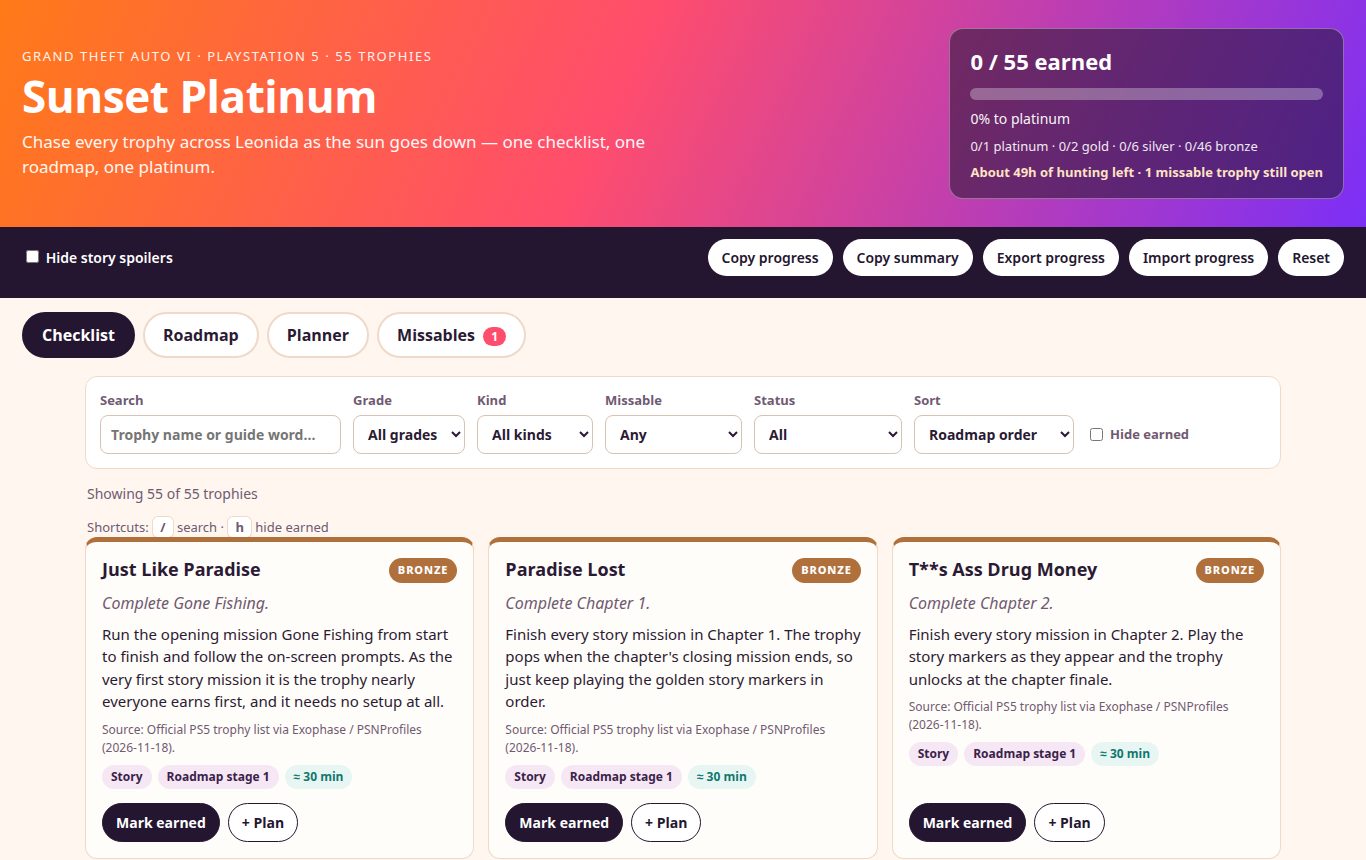 GRAND THEFT AUTO VI · PLAYSTATION 5 · 55 TROPHIES
Sunset Platinum
Chase every trophy across Leonida as the sun goes down — one checklist, one
roadmap, one platinum.
0 / 55 earned
0% to platinum
0/1 platinum · 0/2 gold · 0/6 silver · 0/46 bronze
About 49h of hunting left · 1 missable trophy still open
Hide story spoilers
Copy progress
Copy summary
Export progress
Import progress
Reset
Checklist
Roadmap
Planner
Missables 1
Search
Grade
Kind
Missable
Status
Sort
Trophy name or guide word...
All grades
All kinds
Any
All
Roadmap order
Hide earned
Showing 55 of 55 trophies
Shortcuts: / search · h hide earned
Just Like Paradise
BRONZE
Complete Gone Fishing.
Run the opening mission Gone Fishing from start
to finish and follow the on-screen prompts. As the
very first story mission it is the trophy nearly
everyone earns first, and it needs no setup at all.
Source: Official PS5 trophy list via Exophase / PSNProfiles
(2026-11-18).
Story
Roadmap stage 1
≈ 30 min
Mark earned
+ Plan
Paradise Lost
BRONZE
Complete Chapter 1.
Finish every story mission in Chapter 1. The trophy
pops when the chapter's closing mission ends, so
just keep playing the golden story markers in
order.
Source: Official PS5 trophy list via Exophase / PSNProfiles
(2026-11-18).
Story
Roadmap stage 1
≈ 30 min
Mark earned
+ Plan
T**s Ass Drug Money
BRONZE
Complete Chapter 2.
Finish every story mission in Chapter 2. Play the
story markers as they appear and the trophy
unlocks at the chapter finale.
Source: Official PS5 trophy list via Exophase / PSNProfiles
(2026-11-18).
Story
Roadmap stage 1
≈ 30 min
Mark earned
+ Plan